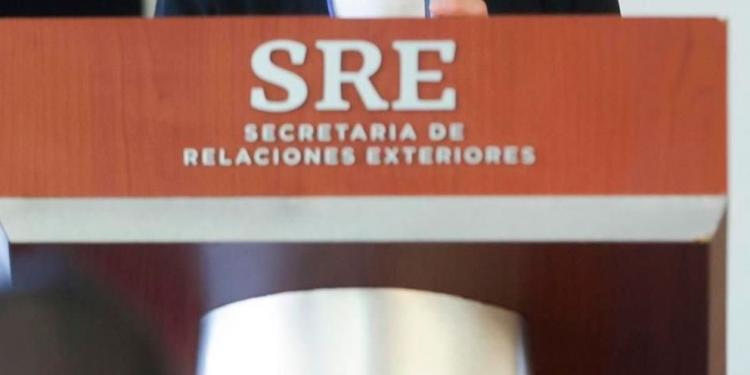 SRE
SECRETARIA DE
RELACIONES EXTERIORES